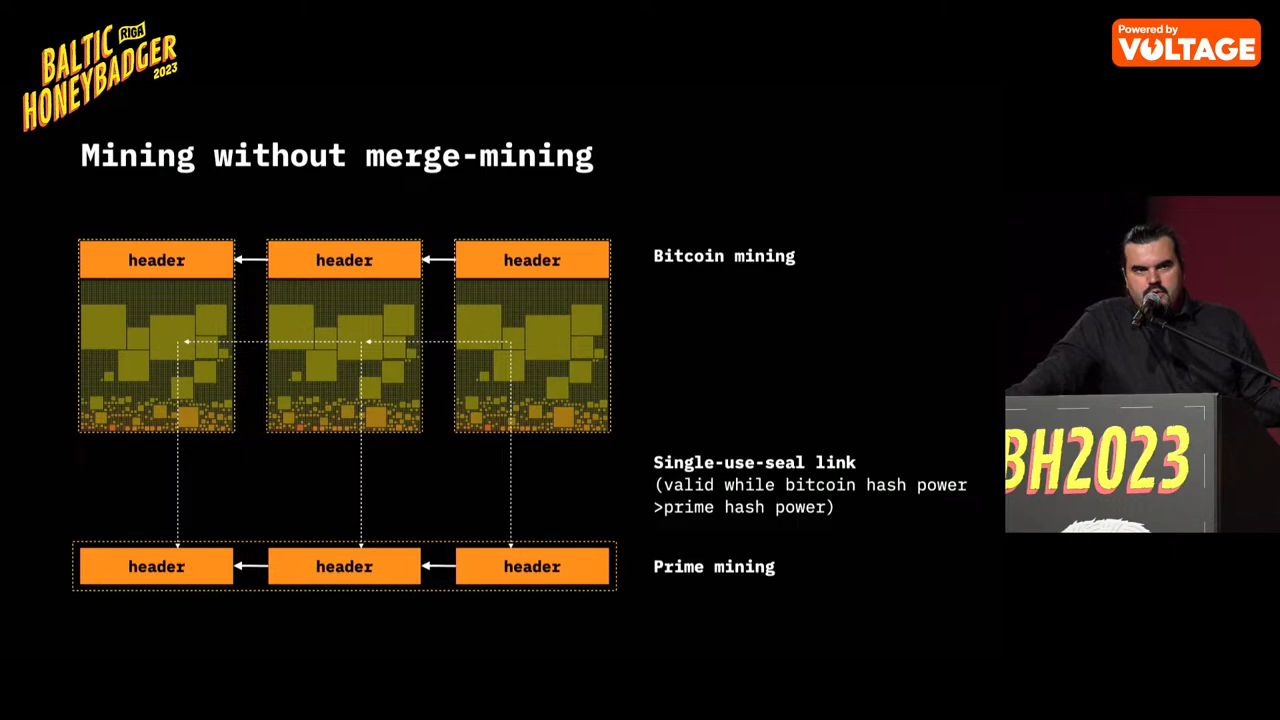 BALTIC
RIGA
HONEYBADGER
2023
Powered by
VOLTAGE
Mining without merge-mining
header
header
header
Bitcoin mining
Single-use-seal link
(valid while bitcoin hash power
>prime hash power)
header
header
header
Prime mining
BH2023